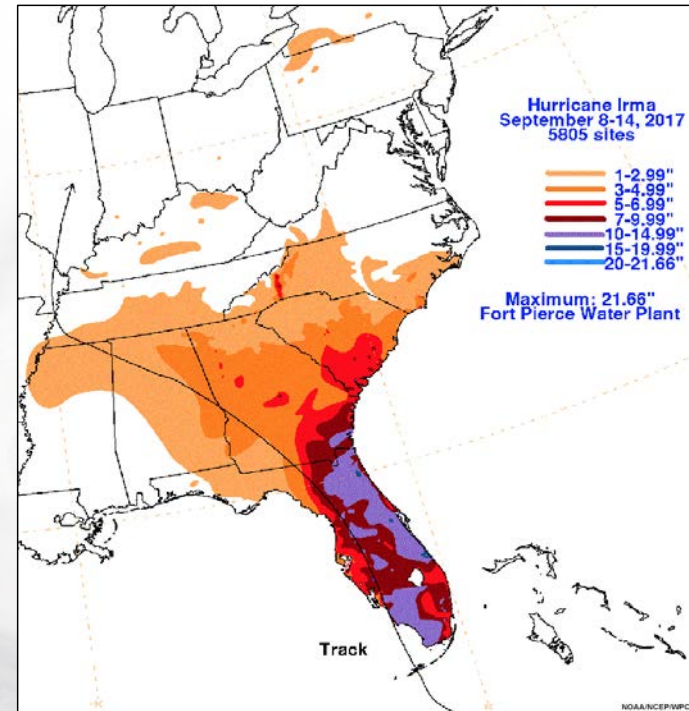 Hurricane Irma
September 8-14, 2017
5805 sites
1-2.99"
3-4.99"
5-6.99"
7-9.99"
10-14.99"
15-19.99"
20-21.66"
Maximum: 21.66"
Fort Pierce Water Plant
Track
NOAA/NCEP/WPC